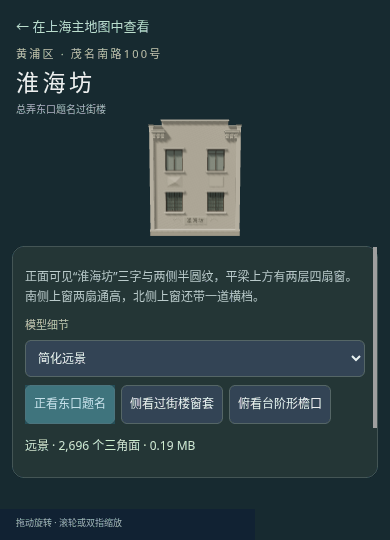 ← 在上海主地图中查看
黄浦区 · 茂名南路100号
淮海坊
总弄东口题名过街楼
淮海坊
正面可见“淮海坊”三字与两侧半圆纹，平梁上方有两层四扇窗。
南侧上窗两扇通高，北侧上窗还带一道横档。
模型细节
简化远景
正看东口题名
侧看过街楼窗套
俯看台阶形檐口
远景 · 2,696 个三角面 · 0.19 MB
拖动旋转 · 滚轮或双指缩放